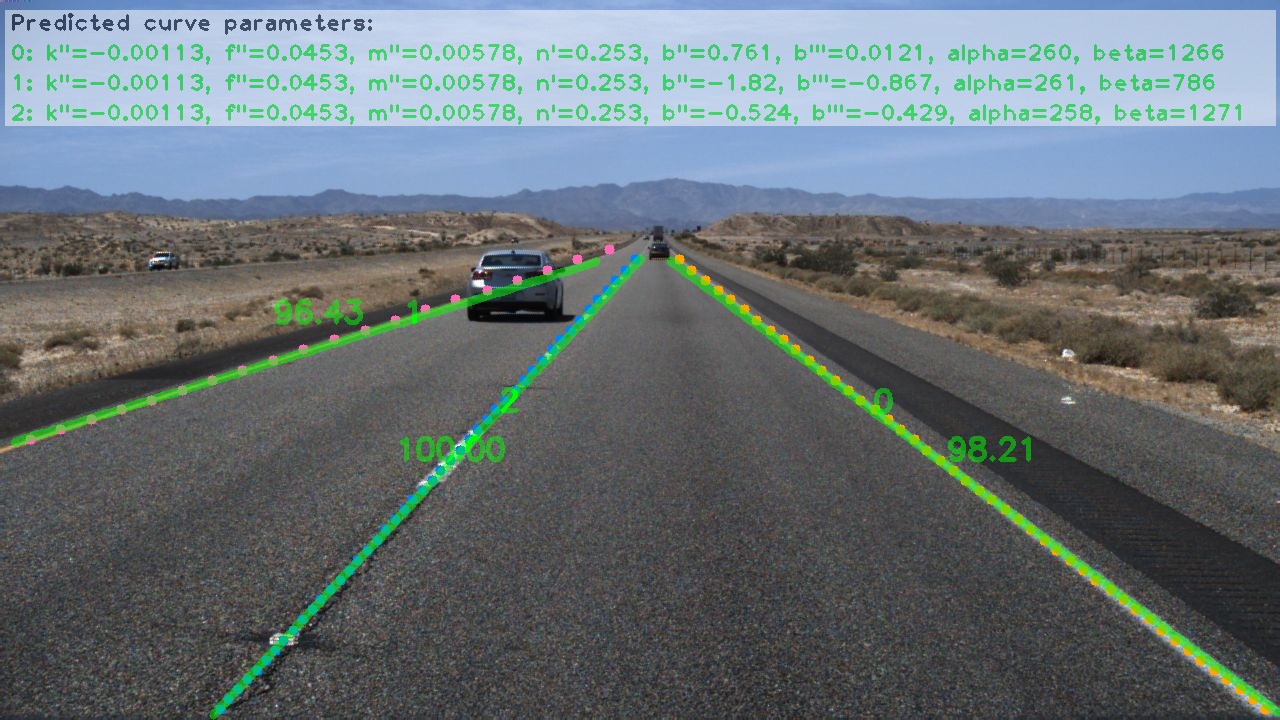 Predicted curve parameters:
0: k''=-0.00113, f''=0.0453, m''=0.00578, n'=0.253, b''=0.761, b'''=0.0121, alpha=260, beta=1266
1: k''=-0.00113, f''=0.0453, m''=0.00578, n'=0.253, b''=-1.82, b'''=-0.867, alpha=261, beta=786
2: k''=-0.00113, f''=0.0453, m''=0.00578, n'=0.253, b''=-0.524, b'''=-0.429, alpha=258, beta=1271
96.43 1
2 0
100.00 98.21